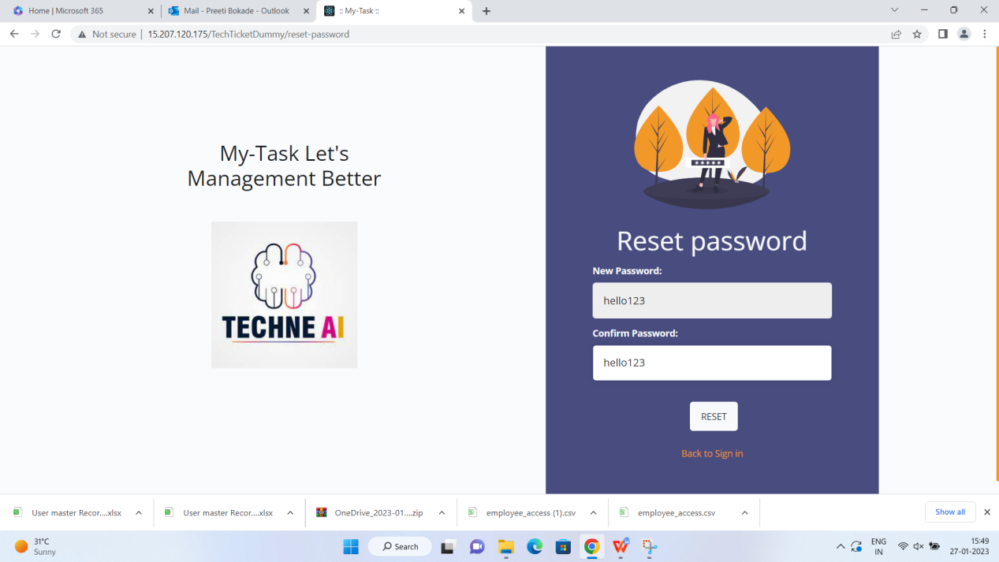 Home | Microsoft 365
Mail - Preeti Bokade - Outlook
:: My-Task ::
Not secure | 15.207.120.175/TechTicketDummy/reset-password
My-Task Let's
Management Better
TECHNE AI
Reset password
New Password:
hello123
Confirm Password:
hello123
RESET
Back to Sign in
User master Recor....xlsx
User master Recor....xlsx
OneDrive_2023-01....zip
employee_access (1).csv
employee_access.csv
Show all
31°C
Sunny
Search
ENG
IN
15:49
27-01-2023